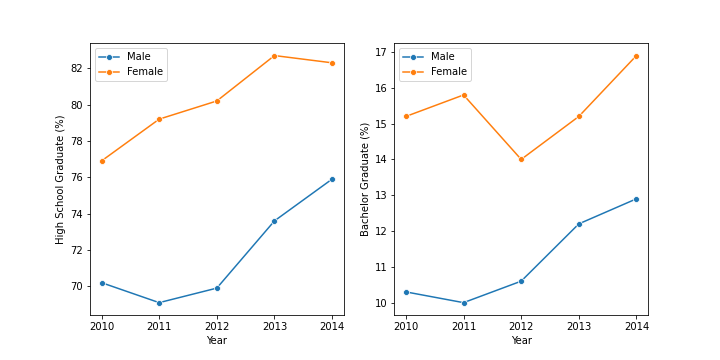 Male
Female
High School Graduate (%)
82
80
78
76
74
72
70
2010 2011 2012 2013 2014
Year
Male
Female
Bachelor Graduate (%)
17
16
15
14
13
12
11
10
2010 2011 2012 2013 2014
Year